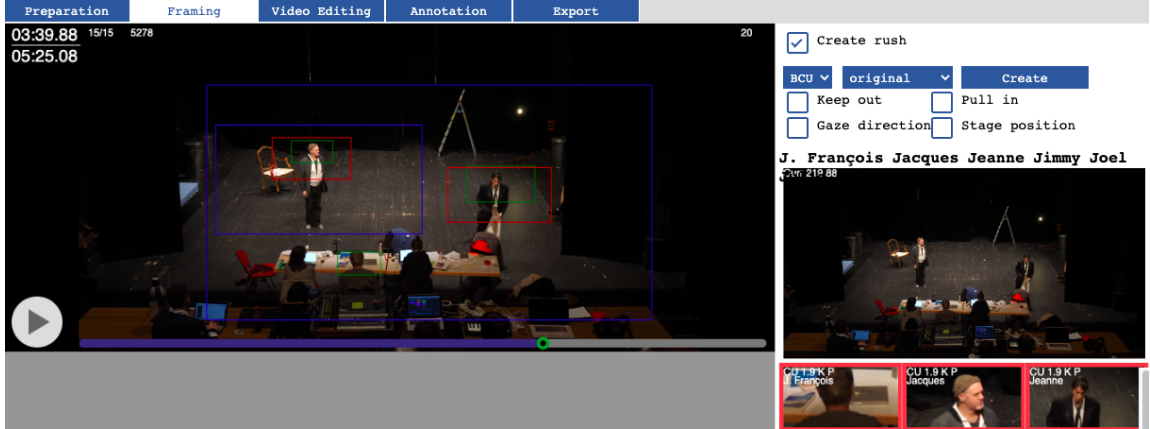 Preparation Framing Video Editing Annotation Export
03:39.88 15/15 5278 20
05:25.08
Create rush
BCU original Create
Keep out Pull in
Gaze direction Stage position
J. François Jacques Jeanne Jimmy Joel
219 88
CU 1.9 K P CU 1.9 K P CU 1.9 K P
J. François Jacques Jeanne